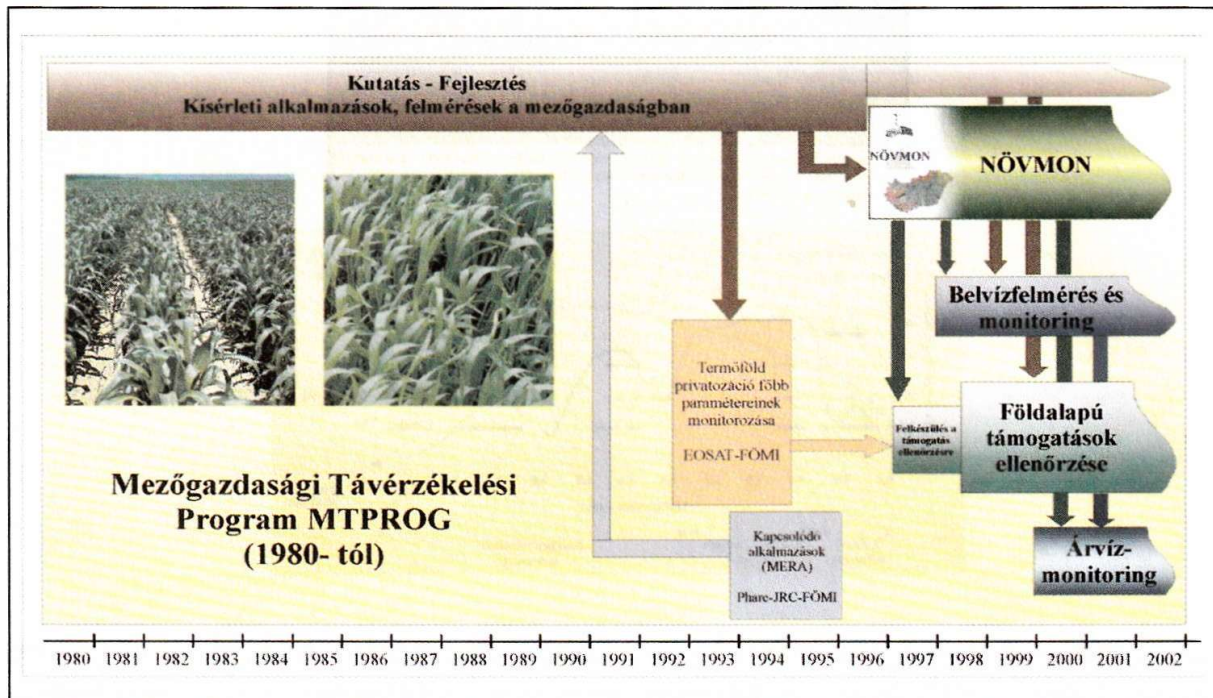 Kutatás - Fejlesztés
Kísérleti alkalmazások, felmérések a mezőgazdaságban
NÖVMON
NÖVMON
Belvízfelmérés és
monitoring
Termőföld
privatozáció főbb
paramétereinek
monitorozása
EOSAT-FÖMI
Felkészülés a
támogatás
ellenőrzésre
Földalapú
támogatások
ellenőrzése
Mezőgazdasági Távérzékelési
Program MTPROG
(1980- tól)
Kapcsolódó
alkalmazások
(MERA)
Phare-JRC-FÖMI
Árvíz-
monitoring
1980 1981 1982 1983 1984 1985 1986 1987 1988 1989 1990 1991 1992 1993 1994 1995 1996 1997 1998 1999 2000 2001 2002